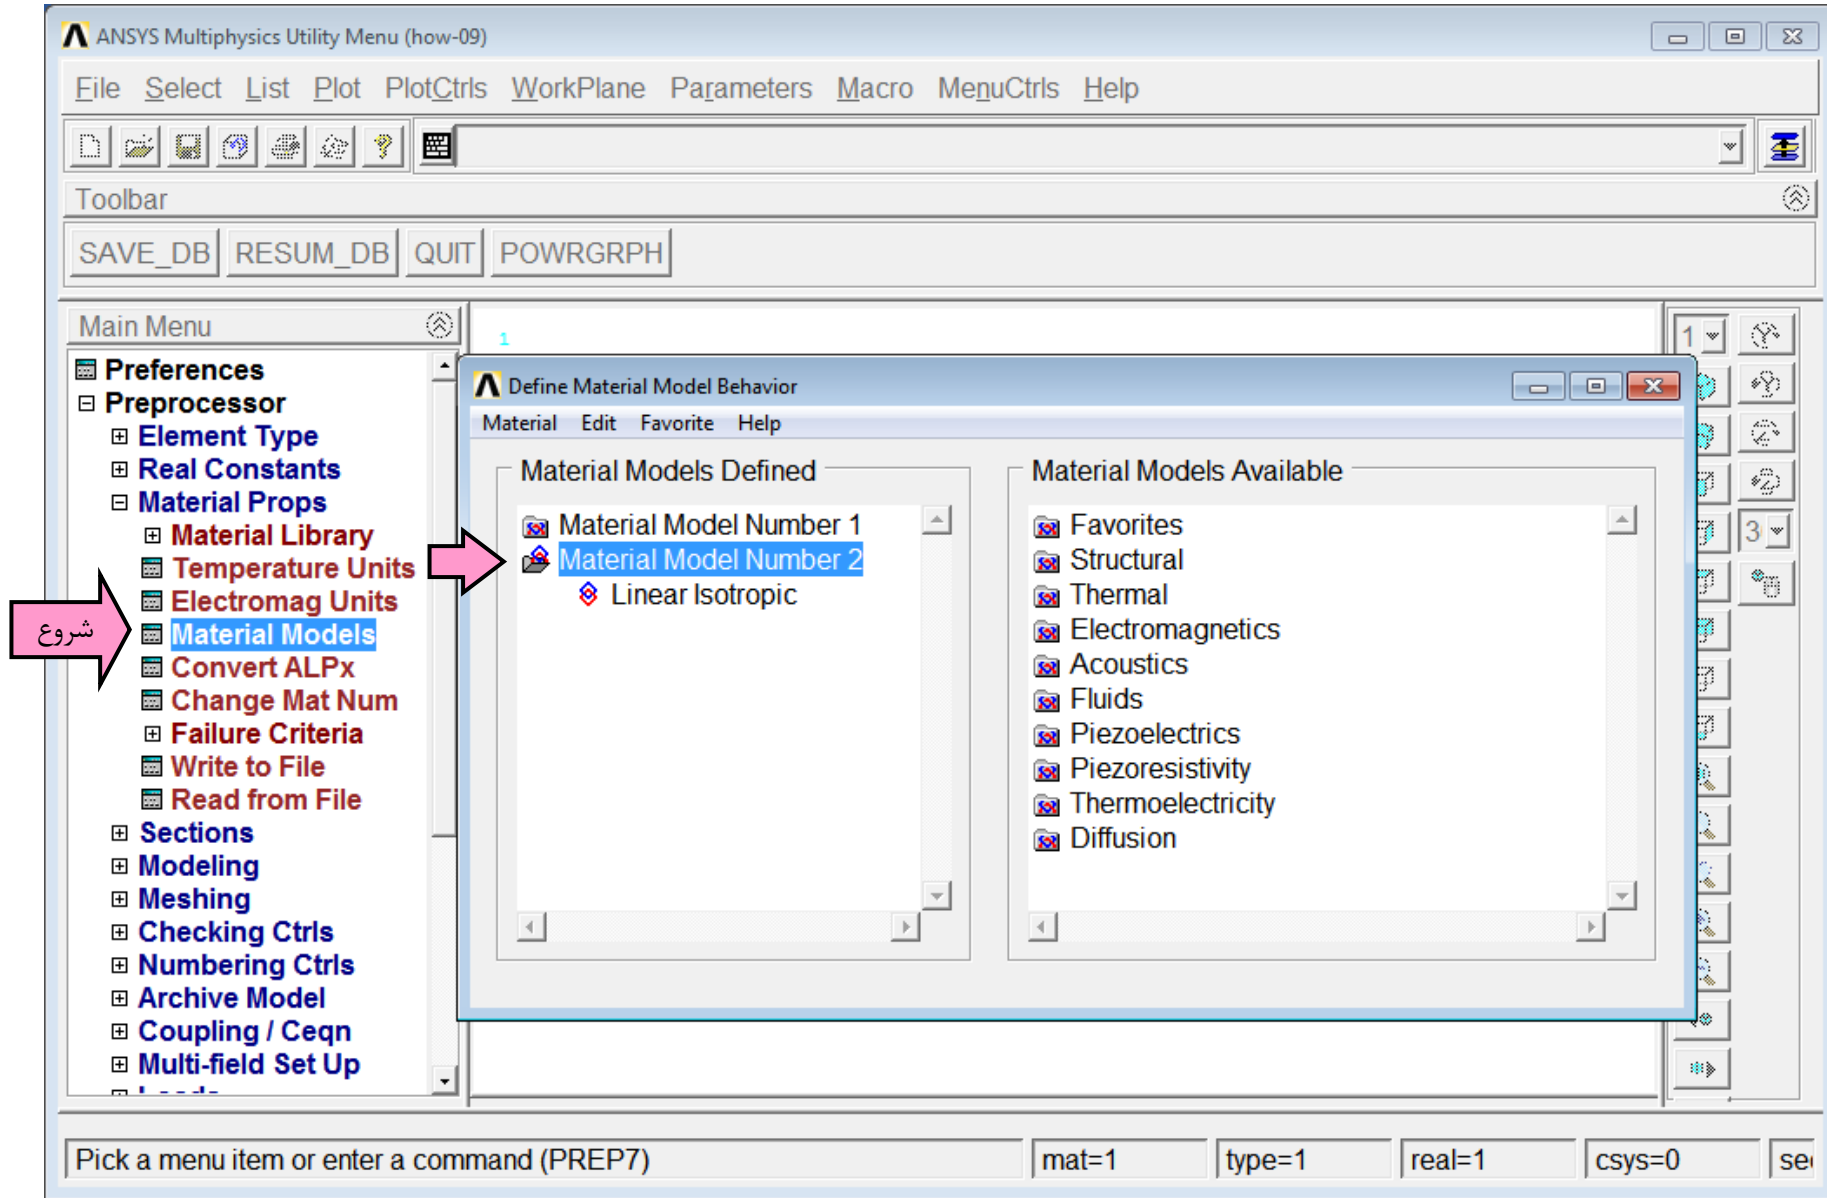 ANSYS Multiphysics Utility Menu (how-09)
File Select List Plot PlotCtrls WorkPlane Parameters Macro MenuCtrls Help
Toolbar
SAVE_DB RESUM_DB QUIT POWRGRPH
Main Menu
Preferences
Preprocessor
Element Type
Real Constants
Material Props
Material Library
Temperature Units
Electromag Units
شروع
Material Models
Convert ALPx
Change Mat Num
Failure Criteria
Write to File
Read from File
Sections
Modeling
Meshing
Checking Ctrls
Numbering Ctrls
Archive Model
Coupling / Ceqn
Multi-field Set Up
1
Define Material Model Behavior
Material Edit Favorite Help
Material Models Defined
Material Model Number 1
Material Model Number 2
Linear Isotropic
Material Models Available
Favorites
Structural
Thermal
Electromagnetics
Acoustics
Fluids
Piezoelectrics
Piezoresistivity
Thermoelectricity
Diffusion
1
3
Pick a menu item or enter a command (PREP7)
mat=1
type=1
real=1
csys=0